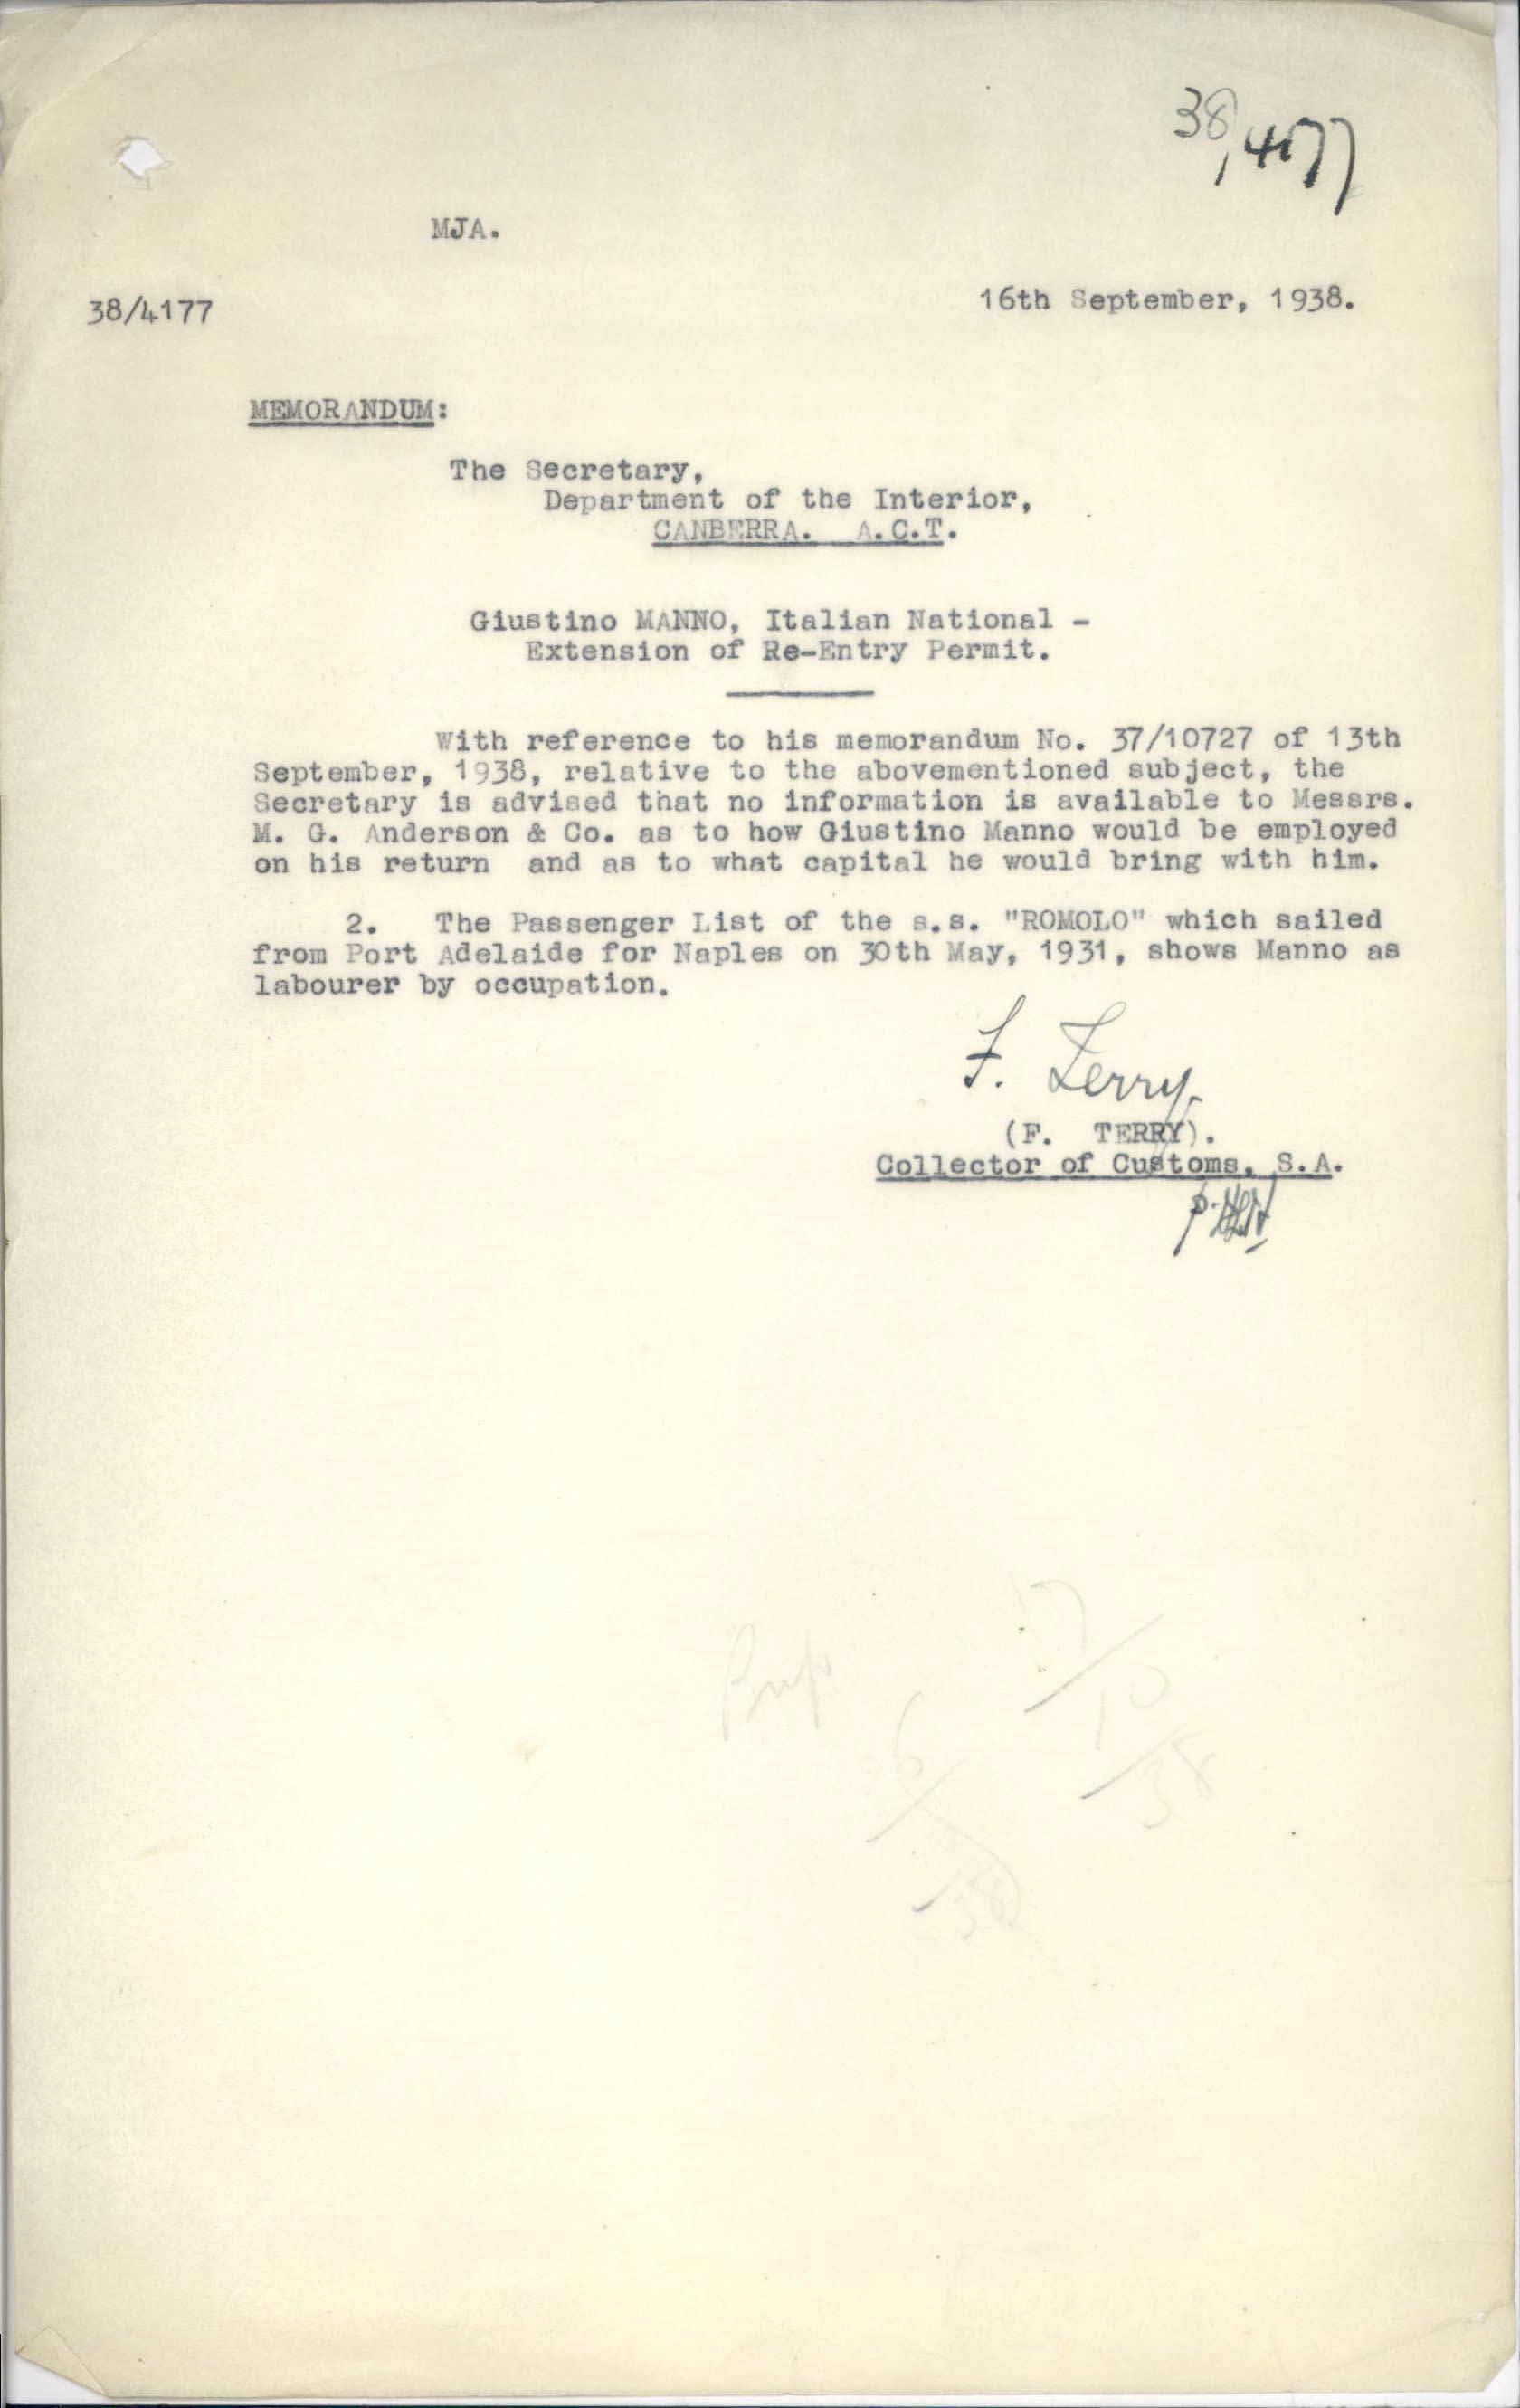 38/4177
MJA.
38/4177
16th September, 1938.
MEMORANDUM:
The Secretary,
Department of the Interior,
CANBERRA. A.C.T.
Giustino MANNO, Italian National -
Extension of Re-Entry Permit.
With reference to his memorandum No. 37/10727 of 13th
September, 1938, relative to the abovementioned subject, the
Secretary is advised that no information is available to Messrs.
M. G. Anderson & Co. as to how Giustino Manno would be employed
on his return and as to what capital he would bring with him.
2. The Passenger List of the s.s. "ROMOLO" which sailed
from Port Adelaide for Naples on 30th May, 1931, shows Manno as
labourer by occupation.
F. Terry.
(F. TERRY).
Collector of Customs, S.A.
17/10/38